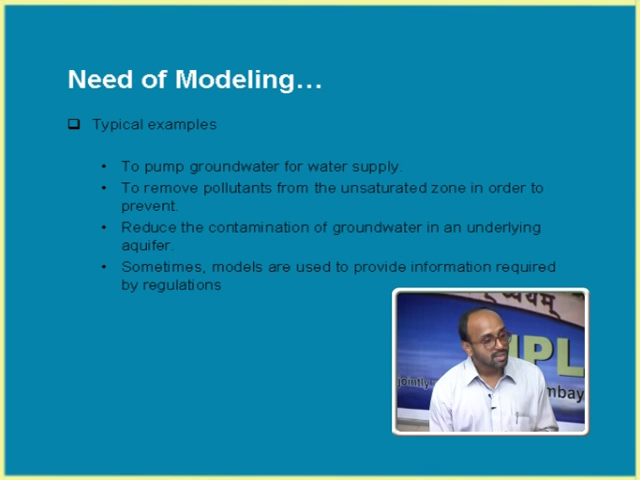 Need of Modeling…
Typical examples
• To pump groundwater for water supply.
• To remove pollutants from the unsaturated zone in order to
prevent.
• Reduce the contamination of groundwater in an underlying
aquifer.
• Sometimes, models are used to provide information required
by regulations
jointly